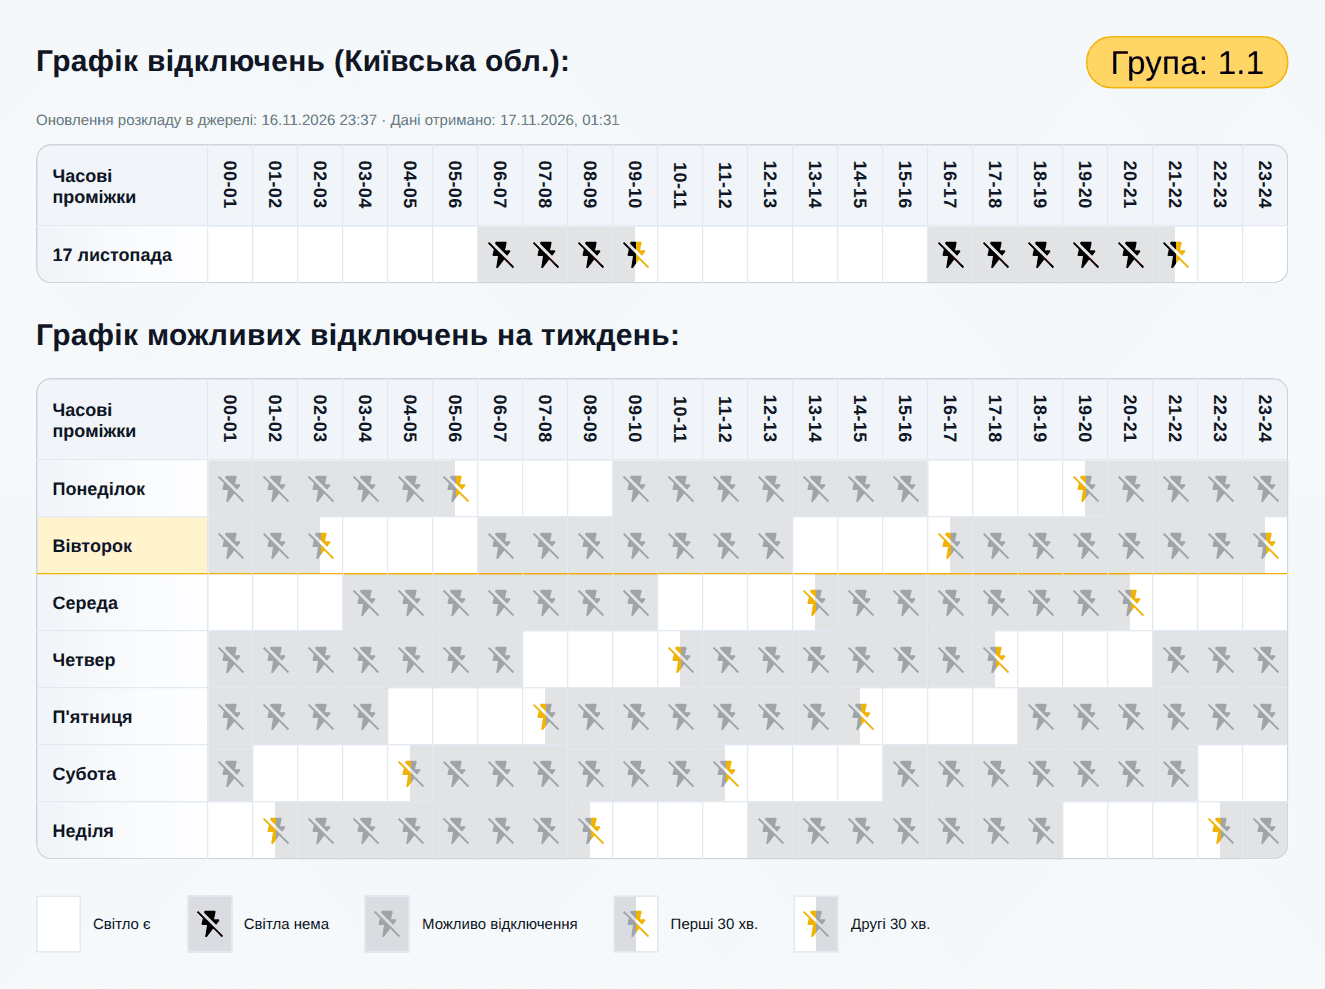 Графік відключень (Київська обл.):
Група: 1.1
Оновлення розкладу в джерелі: 16.11.2026 23:37 · Дані отримано: 17.11.2026, 01:31
Часові
проміжки
00-01 01-02 02-03 03-04 04-05 05-06 06-07 07-08 08-09 09-10 10-11 11-12 12-13 13-14 14-15 15-16 16-17 17-18 18-19 19-20 20-21 21-22 22-23 23-24
17 листопада
Графік можливих відключень на тиждень:
Часові
проміжки
00-01 01-02 02-03 03-04 04-05 05-06 06-07 07-08 08-09 09-10 10-11 11-12 12-13 13-14 14-15 15-16 16-17 17-18 18-19 19-20 20-21 21-22 22-23 23-24
Понеділок
Вівторок
Середа
Четвер
П'ятниця
Субота
Неділя
Світло є
Світла нема
Можливо відключення
Перші 30 хв.
Другі 30 хв.